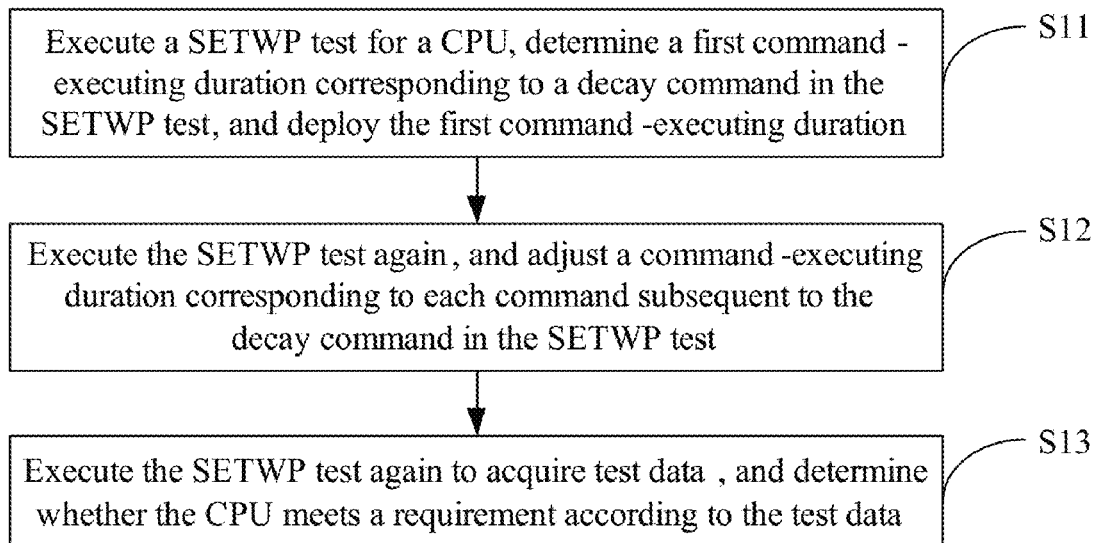 Execute a SETWP test for a CPU, determine a first command -
executing duration corresponding to a decay command in the
SETWP test, and deploy the first command -executing duration
S11
Execute the SETWP test again, and adjust a command -executing
duration corresponding to each command subsequent to the
decay command in the SETWP test
S12
Execute the SETWP test again to acquire test data , and determine
whether the CPU meets a requirement according to the test data
S13